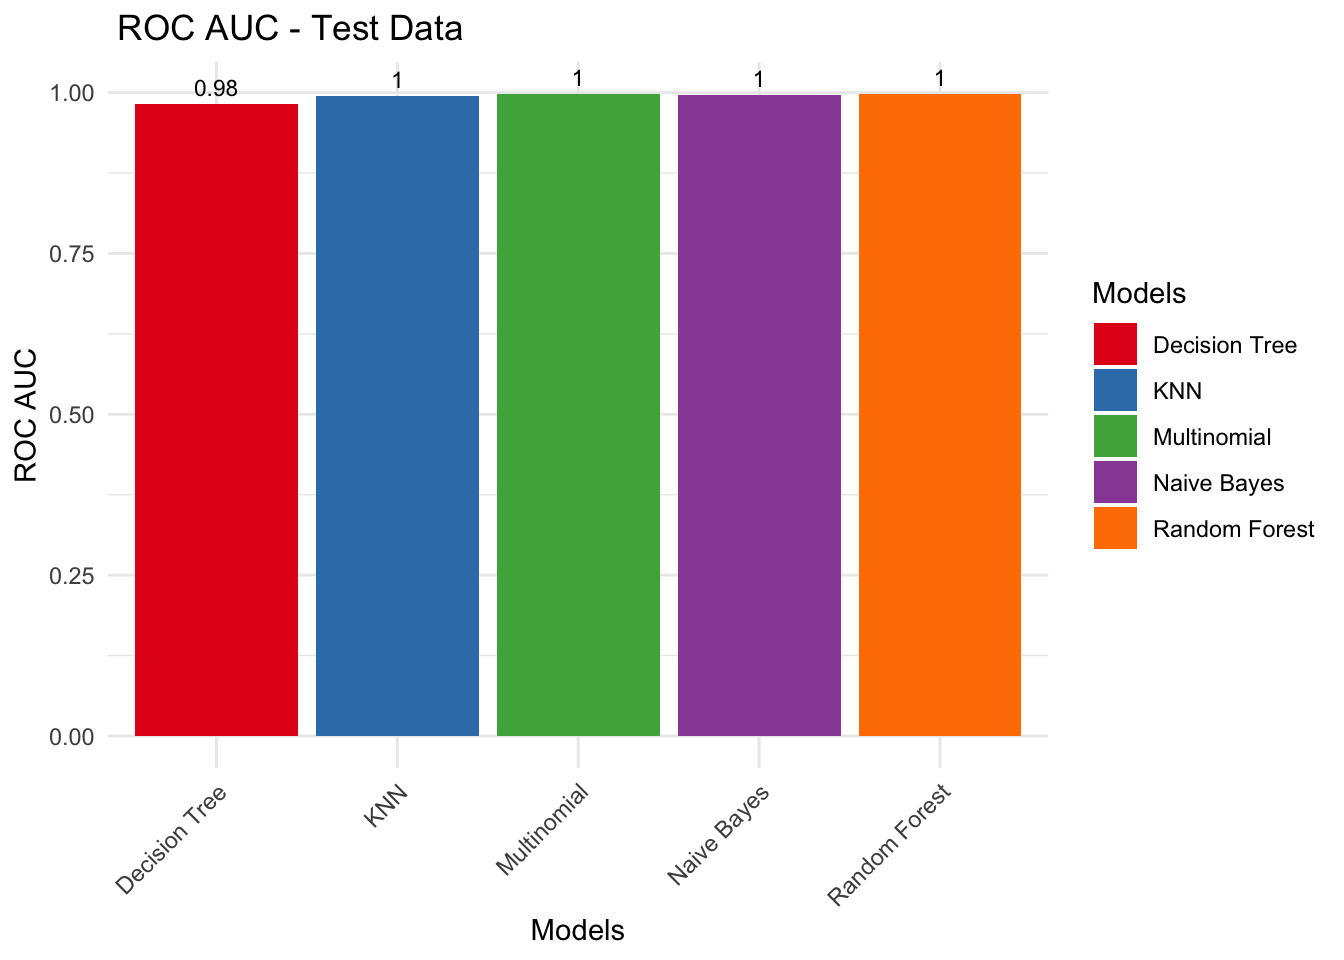 ROC AUC - Test Data
0.98
1
1
1
1
1.00
0.75
0.50
0.25
0.00
ROC AUC
Decision Tree
KNN
Multinomial
Naive Bayes
Random Forest
Models
Models
Decision Tree
KNN
Multinomial
Naive Bayes
Random Forest